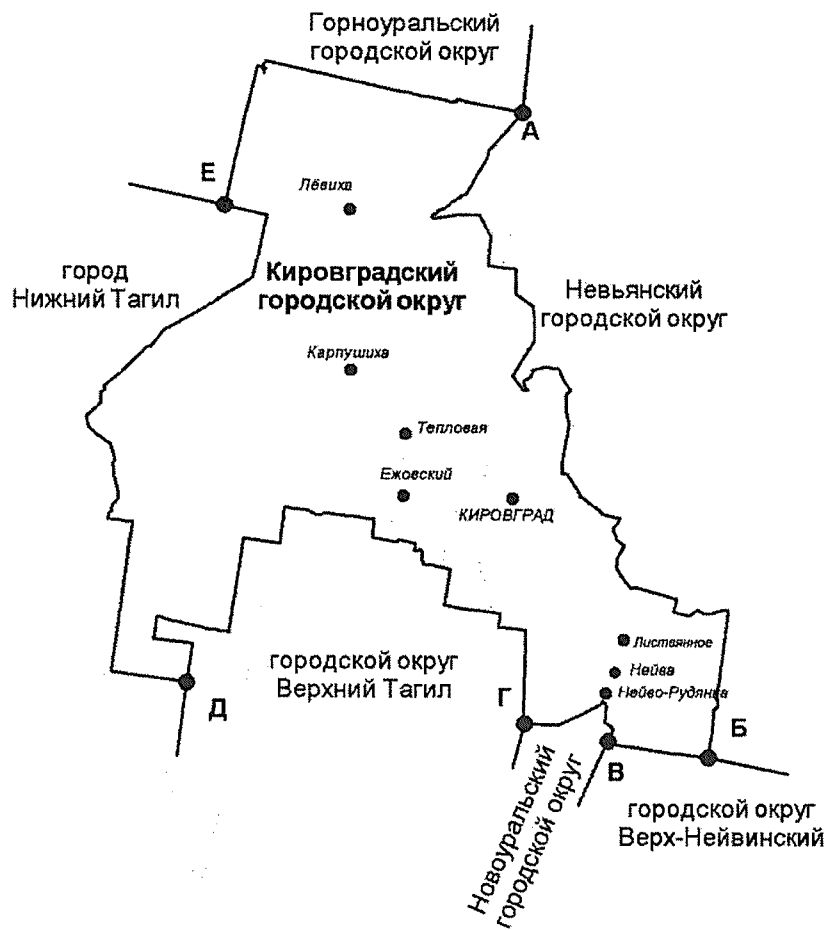 Горноуральский
городской округ
А
Е
Лёвиха
город
Нижний Тагил
Кировградский
городской округ
Невьянский
городской округ
Карпушиха
Тепловая
Ежовский
КИРОВГРАД
Листвянное
Нейва
Нейво-Рудянка
городской округ
Верхний Тагил
Д
Г
В
Б
Новоуральский
городской округ
городской округ
Верх-Нейвинский